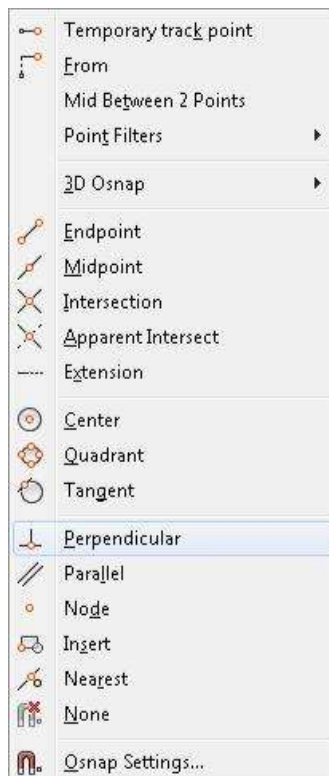 Temporary track point
From
Mid Between 2 Points
Point Filters
3D Osnap
Endpoint
Midpoint
Intersection
Apparent Intersect
Extension
Center
Quadrant
Tangent
Perpendicular
Parallel
Node
Insert
Nearest
None
Osnap Settings...